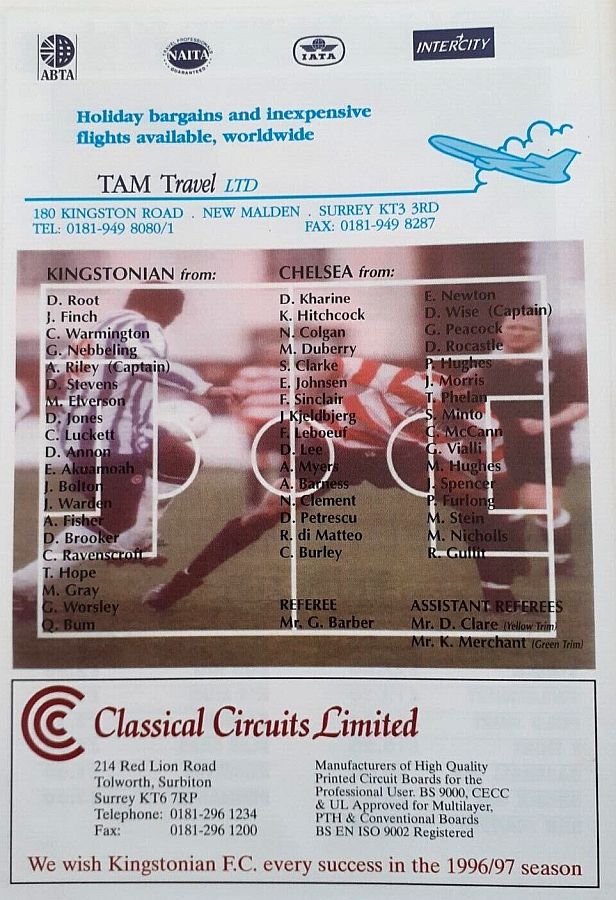 ABTA
TRAVEL PROFESSIONALS
NAITA
GUARANTEED
IATA
INTERCITY
Holiday bargains and inexpensive
flights available, worldwide
TAM Travel LTD
180 KINGSTON ROAD . NEW MALDEN . SURREY KT3 3RD
TEL: 0181-949 8080/1 FAX: 0181-949 8287
KINGSTONIAN from:
D. Root
J. Finch
C. Warmington
G. Nebbeling
A. Riley (Captain)
D. Stevens
M. Elverson
D. Jones
C. Luckett
D. Annon
E. Akuamoah
J. Bolton
J. Warden
A. Fisher
D. Brooker
C. Ravenscroft
T. Hope
M. Gray
G. Worsley
Q. Bum
CHELSEA from:
D. Kharine
K. Hitchcock
N. Colgan
M. Duberry
S. Clarke
E. Johnsen
F. Sinclair
J Kjeldbjerg
F. Leboeuf
D. Lee
A. Myers
A. Barness
N. Clement
D. Petrescu
R. di Matteo
C. Burley
E. Newton
D. Wise (Captain)
G. Peacock
D. Rocastle
P. Hughes
J. Morris
T. Phelan
S. Minto
C. McCann
G. Vialli
M. Hughes
J. Spencer
P. Furlong
M. Stein
M. Nicholls
R. Gullit
REFEREE
Mr. G. Barber
ASSISTANT REFEREES
Mr. D. Clare (Yellow Trim)
Mr. K. Merchant (Green Trim)
Classical Circuits Limited
214 Red Lion Road
Tolworth, Surbiton
Surrey KT6 7RP
Telephone: 0181-296 1234
Fax: 0181-296 1200
Manufacturers of High Quality
Printed Circuit Boards for the
Professional User. BS 9000, CECC
& UL Approved for Multilayer,
PTH & Conventional Boards
BS EN ISO 9002 Registered
We wish Kingstonian F.C. every success in the 1996/97 season